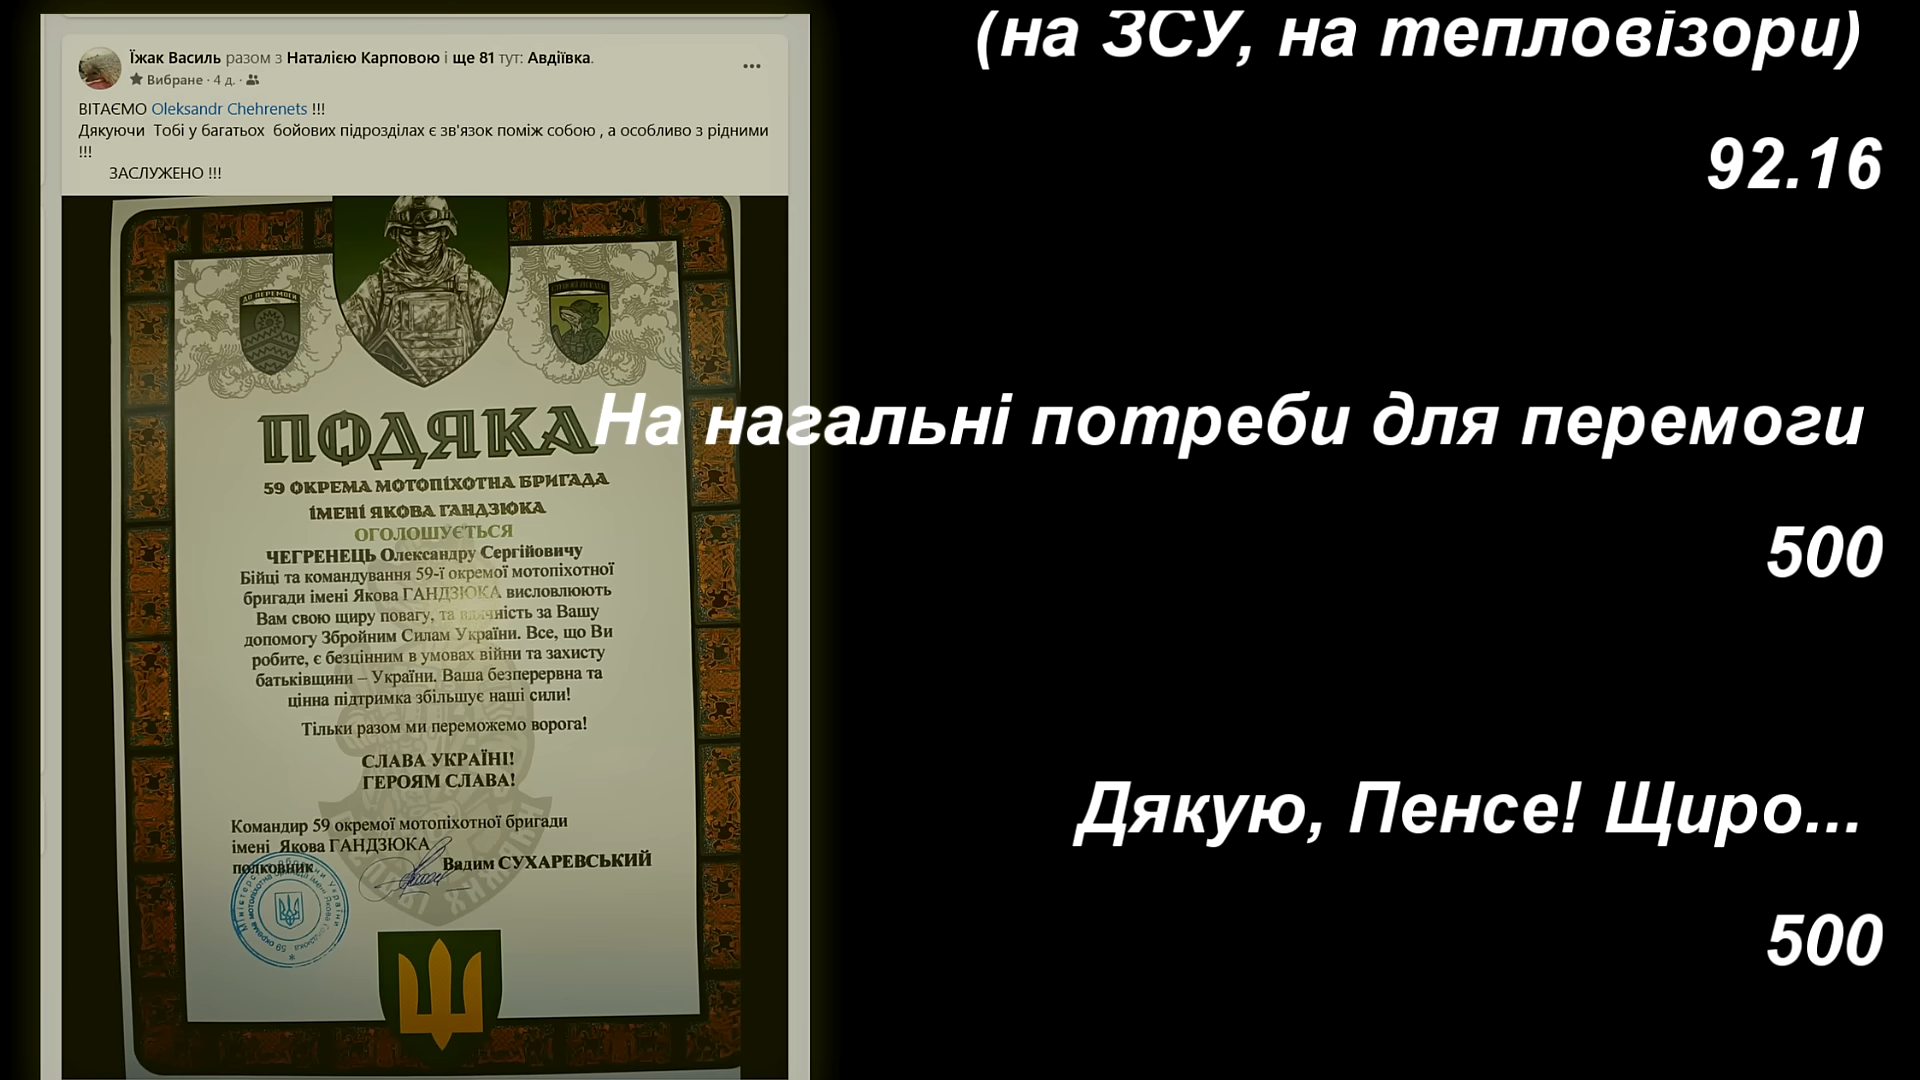 Їжак Василь разом з Наталією Карповою і ще 81 тут: Авдіївка.
Вибране · 4 д. ·
ВІТАЄМО Oleksandr Chehrenets !!!
Дякуючи Тобі у багатьох бойових підрозділах є зв'язок поміж собою , а особливо з рідними
!!!
ЗАСЛУЖЕНО !!!
ДО ПЕРЕМОГИ
ПОДЯКА
59 ОКРЕМА МОТОПІХОТНА БРИГАДА
ІМЕНІ ЯКОВА ГАНДЗЮКА
ОГОЛОШУЄТЬСЯ
ЧЕГРЕНЕЦЬ Олександру Сергійовичу
Бійці та командування 59-ї окремої мотопіхотної
бригади імені Якова ГАНДЗЮКА висловлюють
Вам свою щиру повагу, та вдячність за Вашу
допомогу Збройним Силам України. Все, що Ви
робите, є безцінним в умовах війни та захисту
батьківщини – України. Ваша безперервна та
цінна підтримка збільшує наші сили!
Тільки разом ми переможемо ворога!
СЛАВА УКРАЇНІ!
ГЕРОЯМ СЛАВА!
Командир 59 окремої мотопіхотної бригади
імені Якова ГАНДЗЮКА
полковник
Вадим СУХАРЕВСЬКИЙ
(на ЗСУ, на тепловізори)
92.16
На нагальні потреби для перемоги
500
Дякую, Пенсе! Щиро...
500